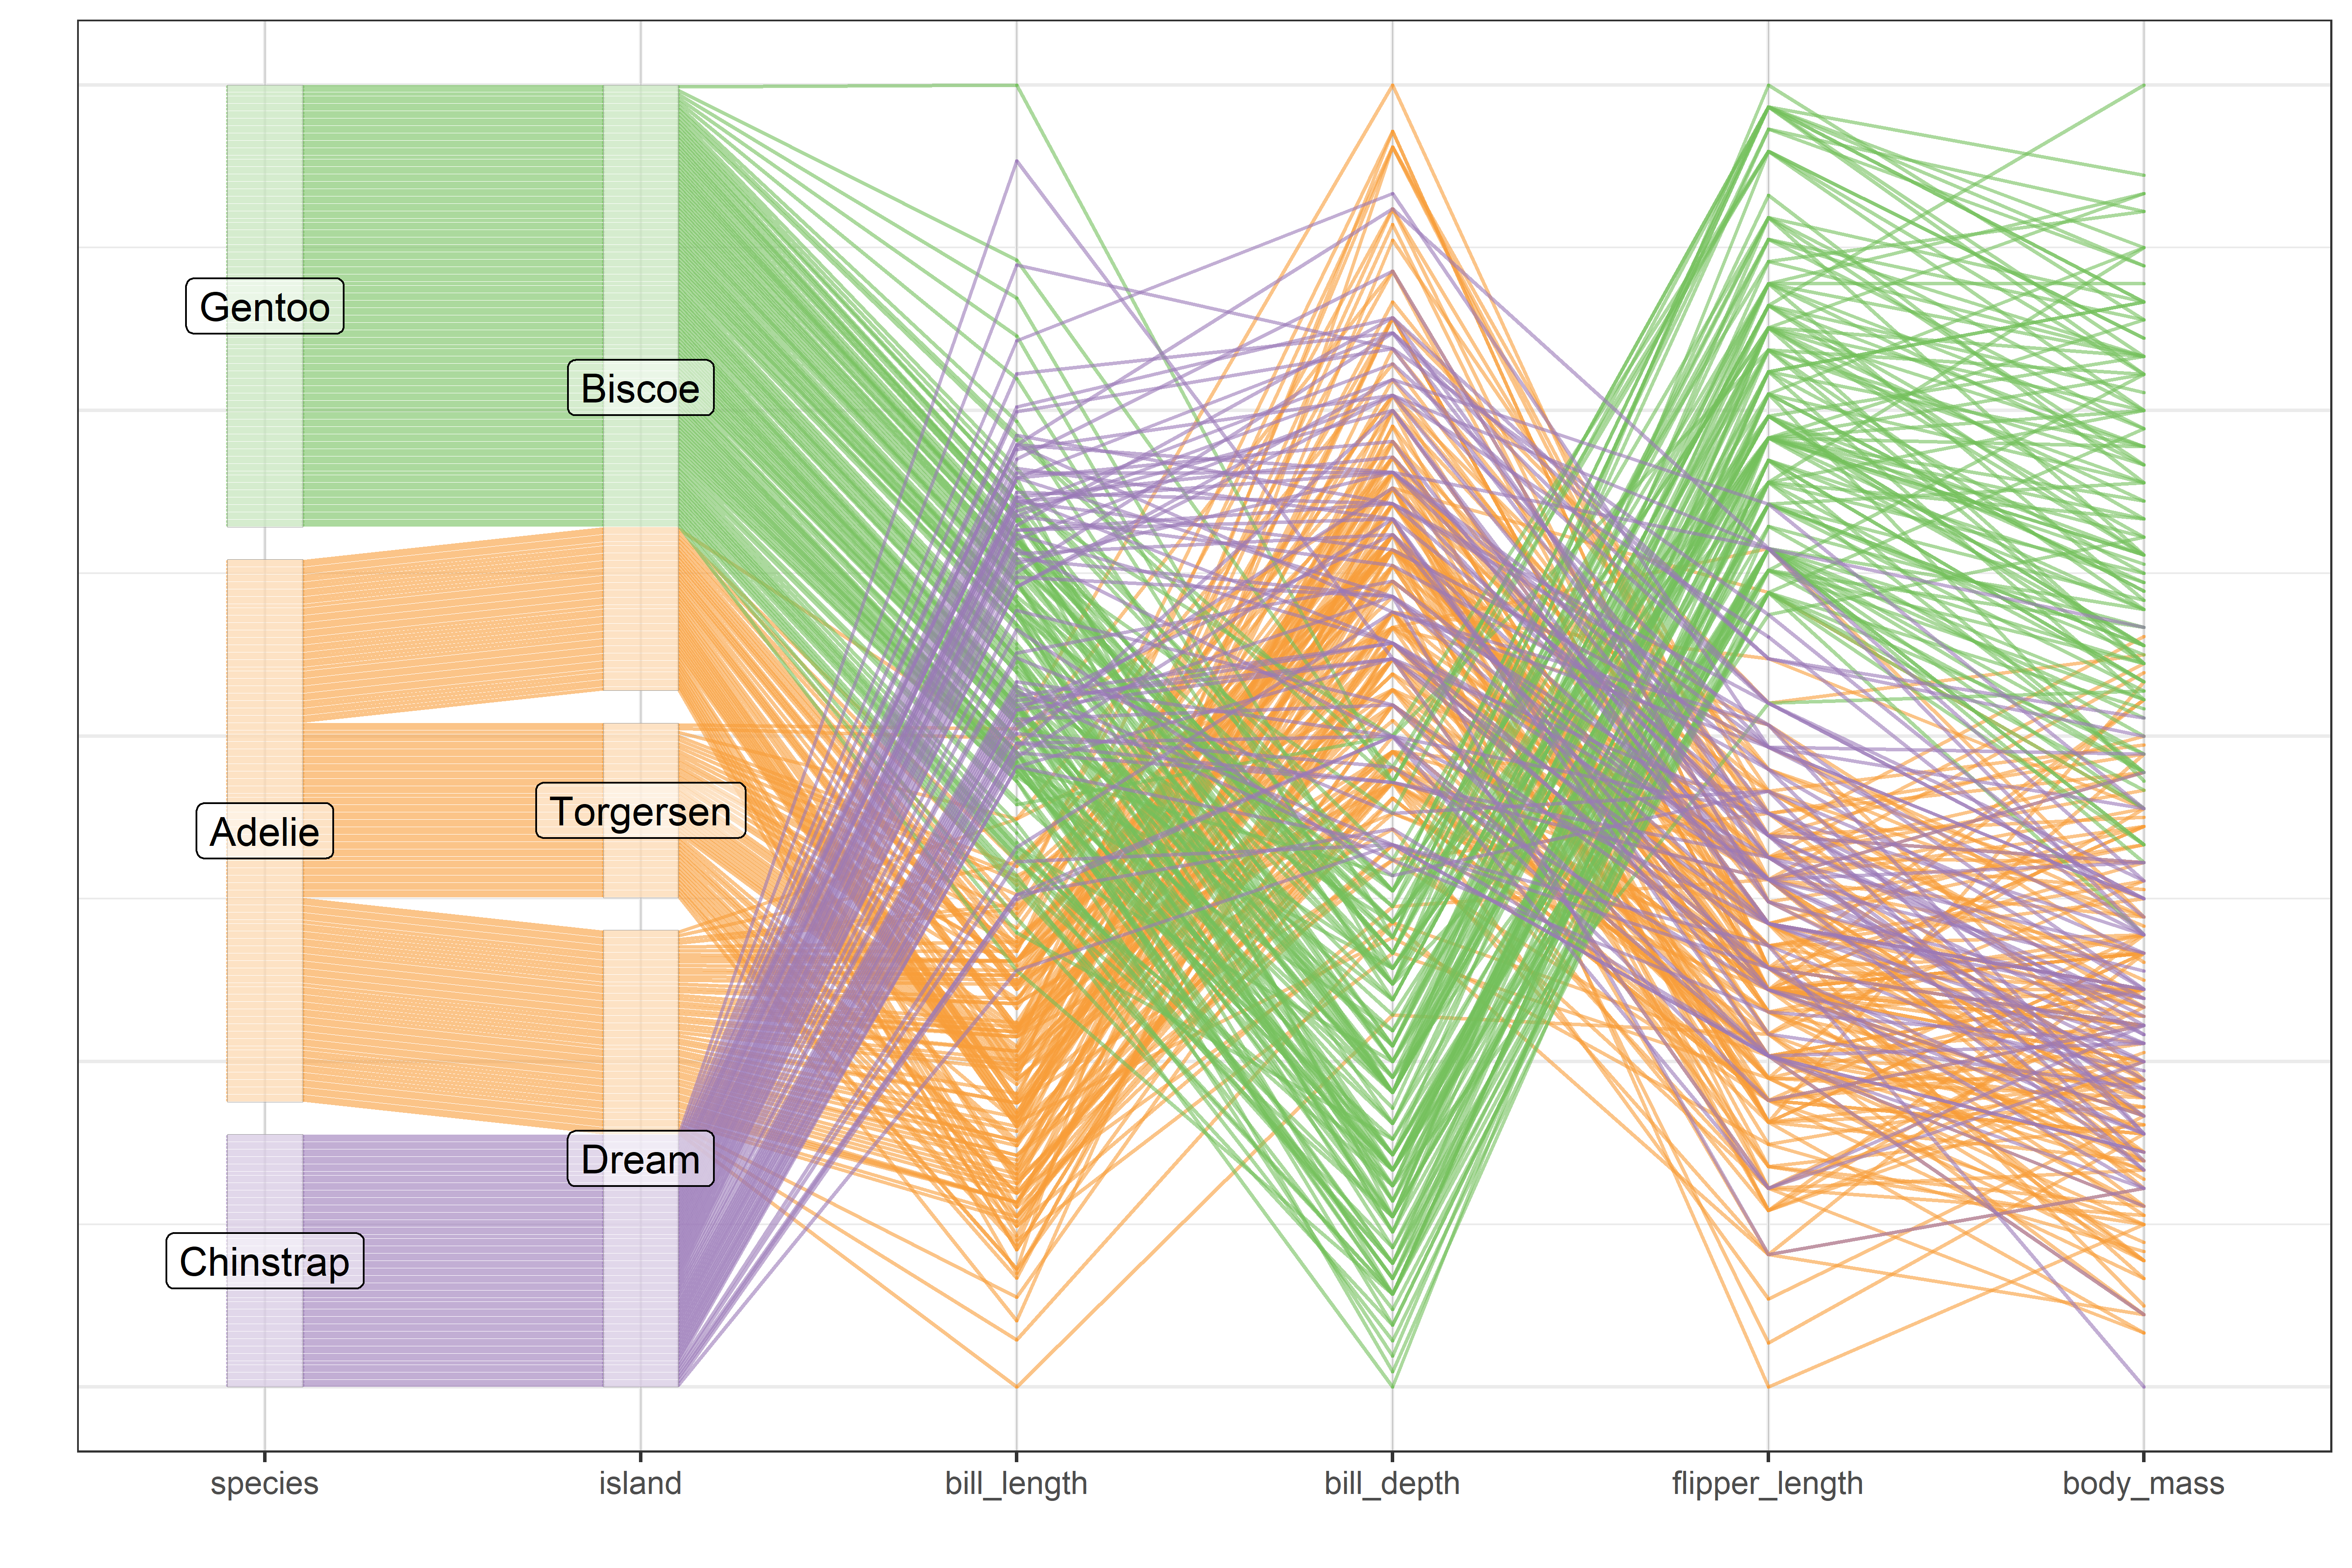 Gentoo
Biscoe
Torgersen
Adelie
Dream
Chinstrap
species island bill_length bill_depth flipper_length body_mass